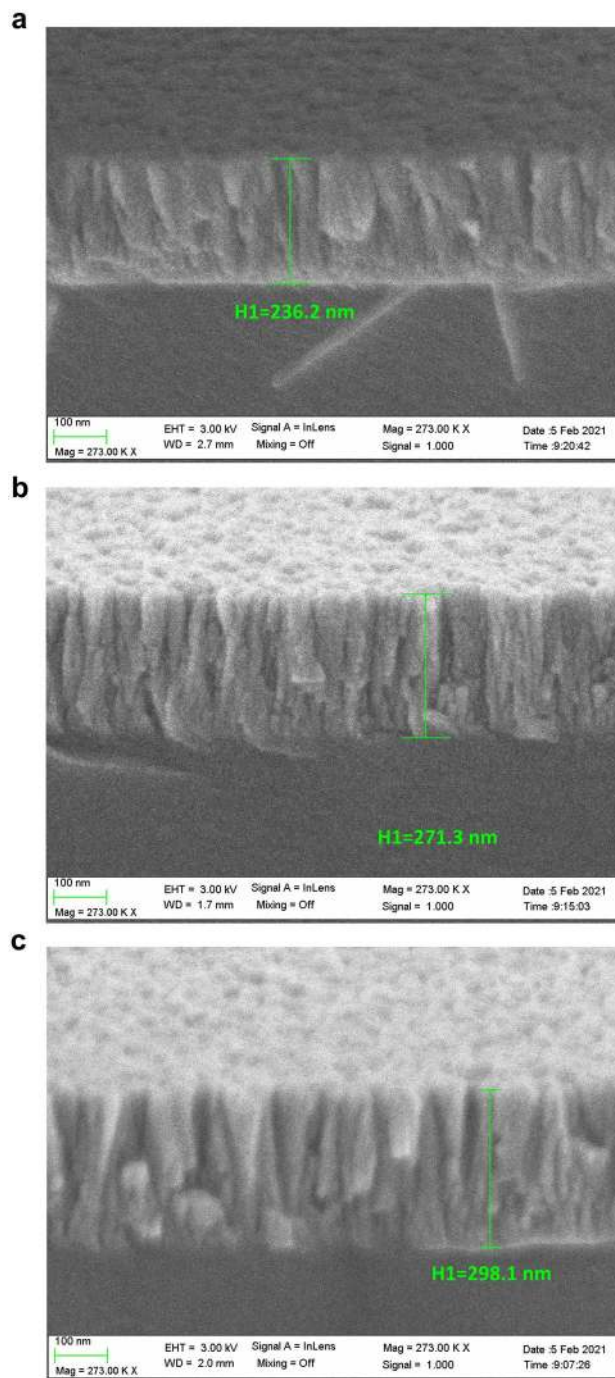 a
H1=236.2 nm
100 nm
Mag = 273.00 K X
EHT = 3.00 kV
WD = 2.7 mm
Signal A = InLens
Mixing = Off
Mag = 273.00 K X
Signal = 1.000
Date :5 Feb 2021
Time :9:20:42
b
H1=271.3 nm
100 nm
Mag = 273.00 K X
EHT = 3.00 kV
WD = 1.7 mm
Signal A = InLens
Mixing = Off
Mag = 273.00 K X
Signal = 1.000
Date :5 Feb 2021
Time :9:15:03
c
H1=298.1 nm
100 nm
Mag = 273.00 K X
EHT = 3.00 kV
WD = 2.0 mm
Signal A = InLens
Mixing = Off
Mag = 273.00 K X
Signal = 1.000
Date :5 Feb 2021
Time :9:07:26